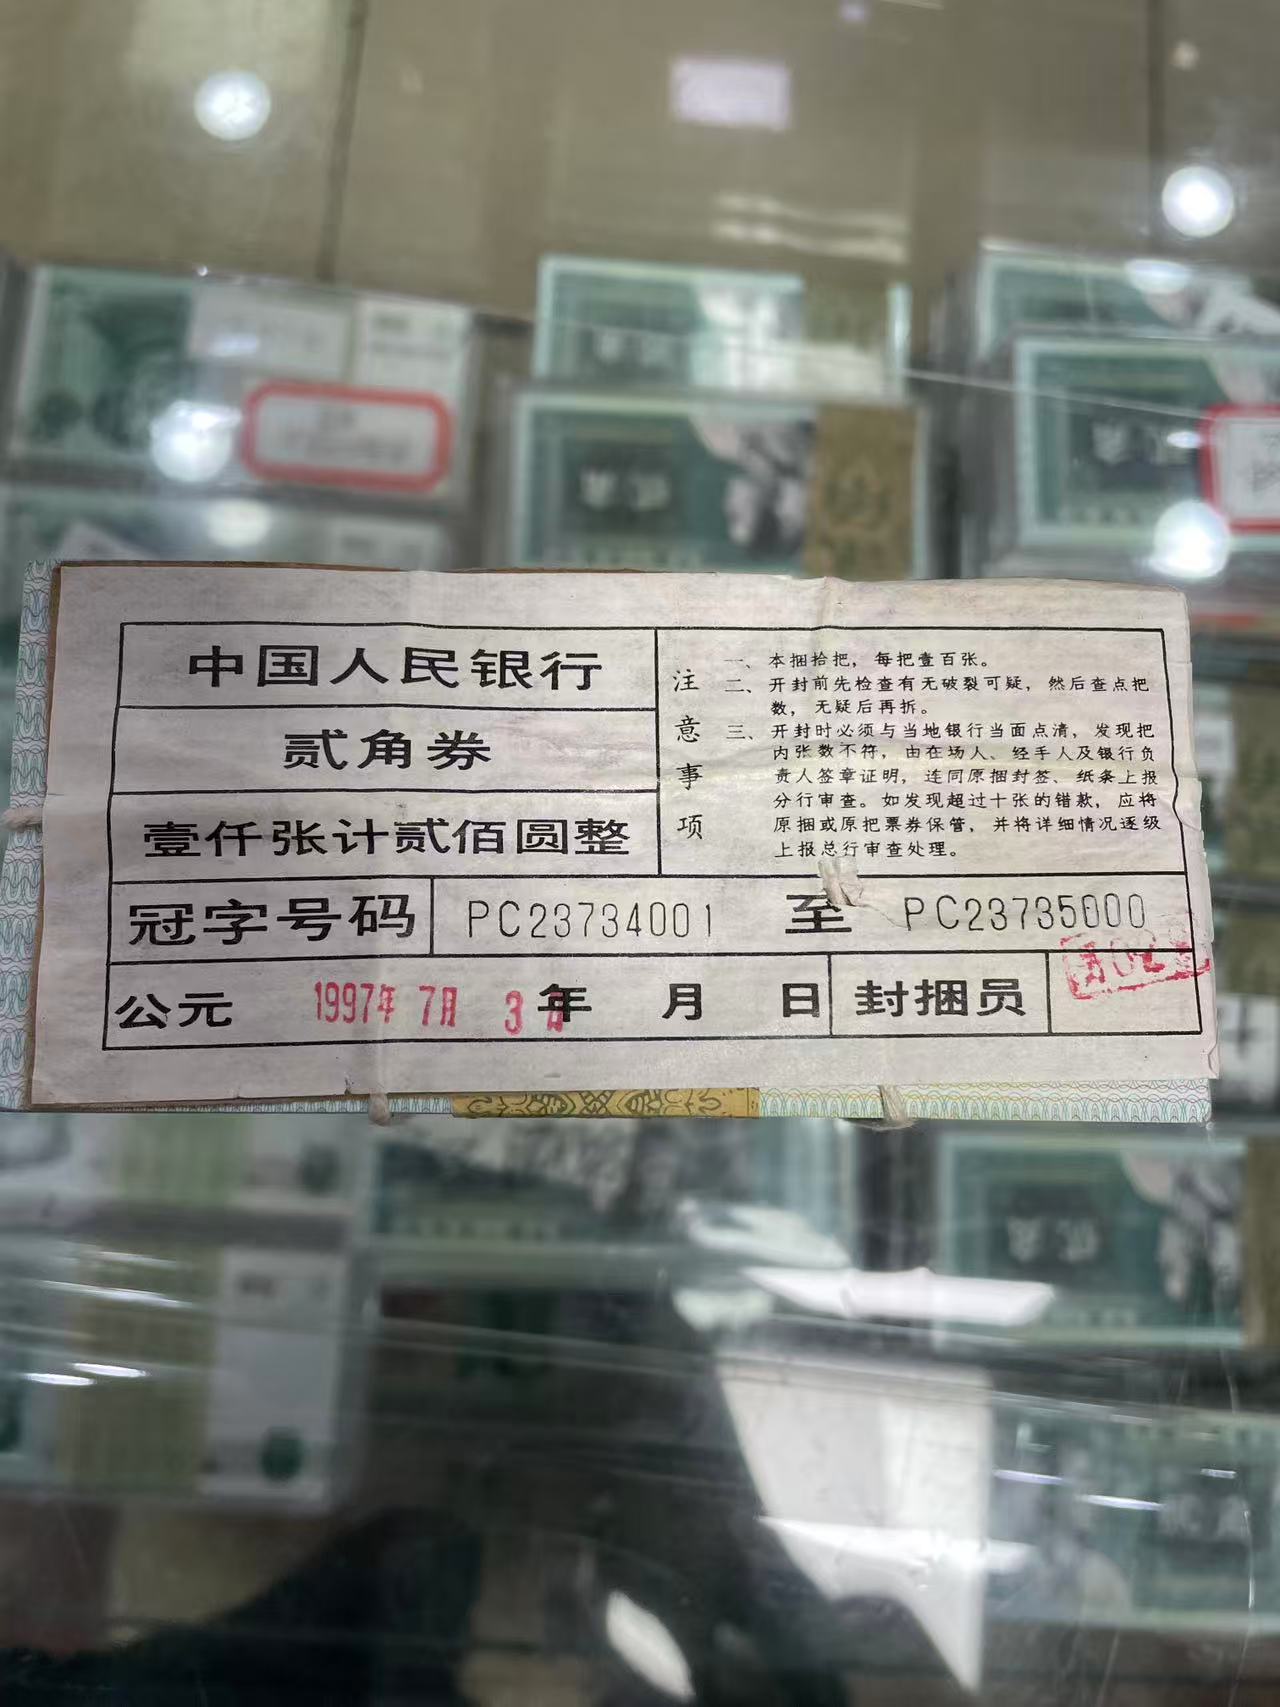 中国人民银行
贰角券
壹仟张计贰佰圆整
注意事项
一、本捆拾把，每把壹百张。
二、开封前先检查有无破裂可疑，然后查点把
数，无疑后再拆。
三、开封时必须与当地银行当面点清，发现把
内张数不符，由在场人、经手人及银行负
责人签章证明，连同原捆封签、纸条上报
分行审查。如发现超过十张的错款，应将
原捆或原把票券保管，并将详细情况逐级
上报总行审查处理。
冠字号码 PC23734001 至 PC23735000
公元 1997年 7月 3日 年 月 日 封捆员